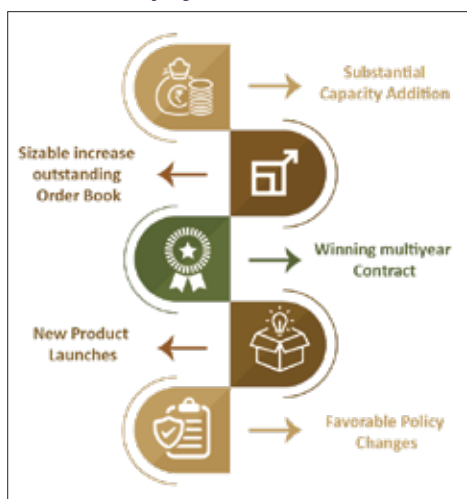 Substantial
Capacity Addition
Sizable increase
outstanding
Order Book
Winning multiyear
Contract
New Product
Launches
Favorable Policy
Changes